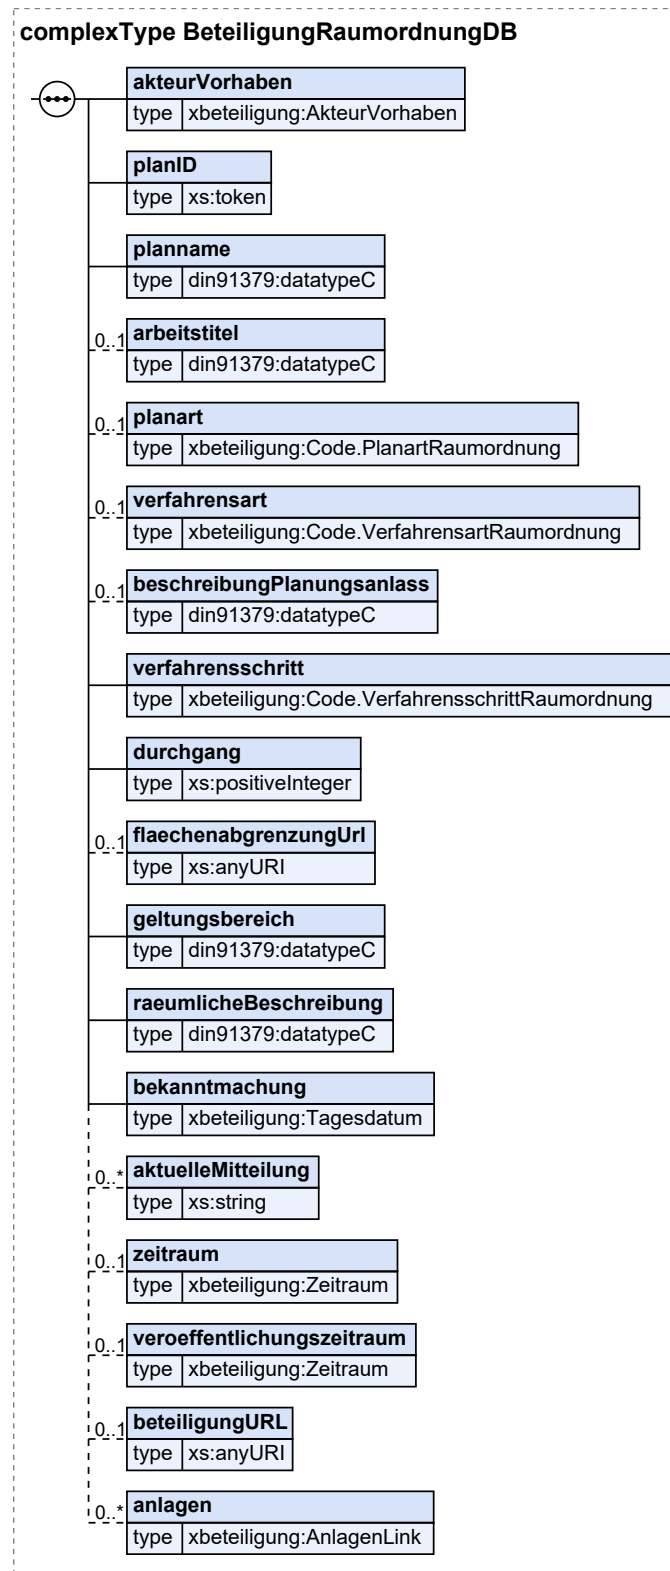 complexType BeteiligungRaumordnungDB
akteurVorhaben
type xbeteiligung:AkteurVorhaben
planID
type xs:token
planname
type din91379:datatypeC
0..1 arbeitstitel
type din91379:datatypeC
0..1 planart
type xbeteiligung:Code.PlanartRaumordnung
0..1 verfahrensart
type xbeteiligung:Code.VerfahrensartRaumordnung
0..1 beschreibungPlanungsanlass
type din91379:datatypeC
verfahrensschritt
type xbeteiligung:Code.VerfahrensschrittRaumordnung
durchgang
type xs:positiveInteger
0..1 flaechenabgrenzungUrl
type xs:anyURI
geltungsbereich
type din91379:datatypeC
raeumlicheBeschreibung
type din91379:datatypeC
bekanntmachung
type xbeteiligung:Tagesdatum
0..* aktuelleMitteilung
type xs:string
0..1 zeitraum
type xbeteiligung:Zeitraum
0..1 veroeffentlichungszeitraum
type xbeteiligung:Zeitraum
0..1 beteiligungURL
type xs:anyURI
0..* anlagen
type xbeteiligung:AnlagenLink